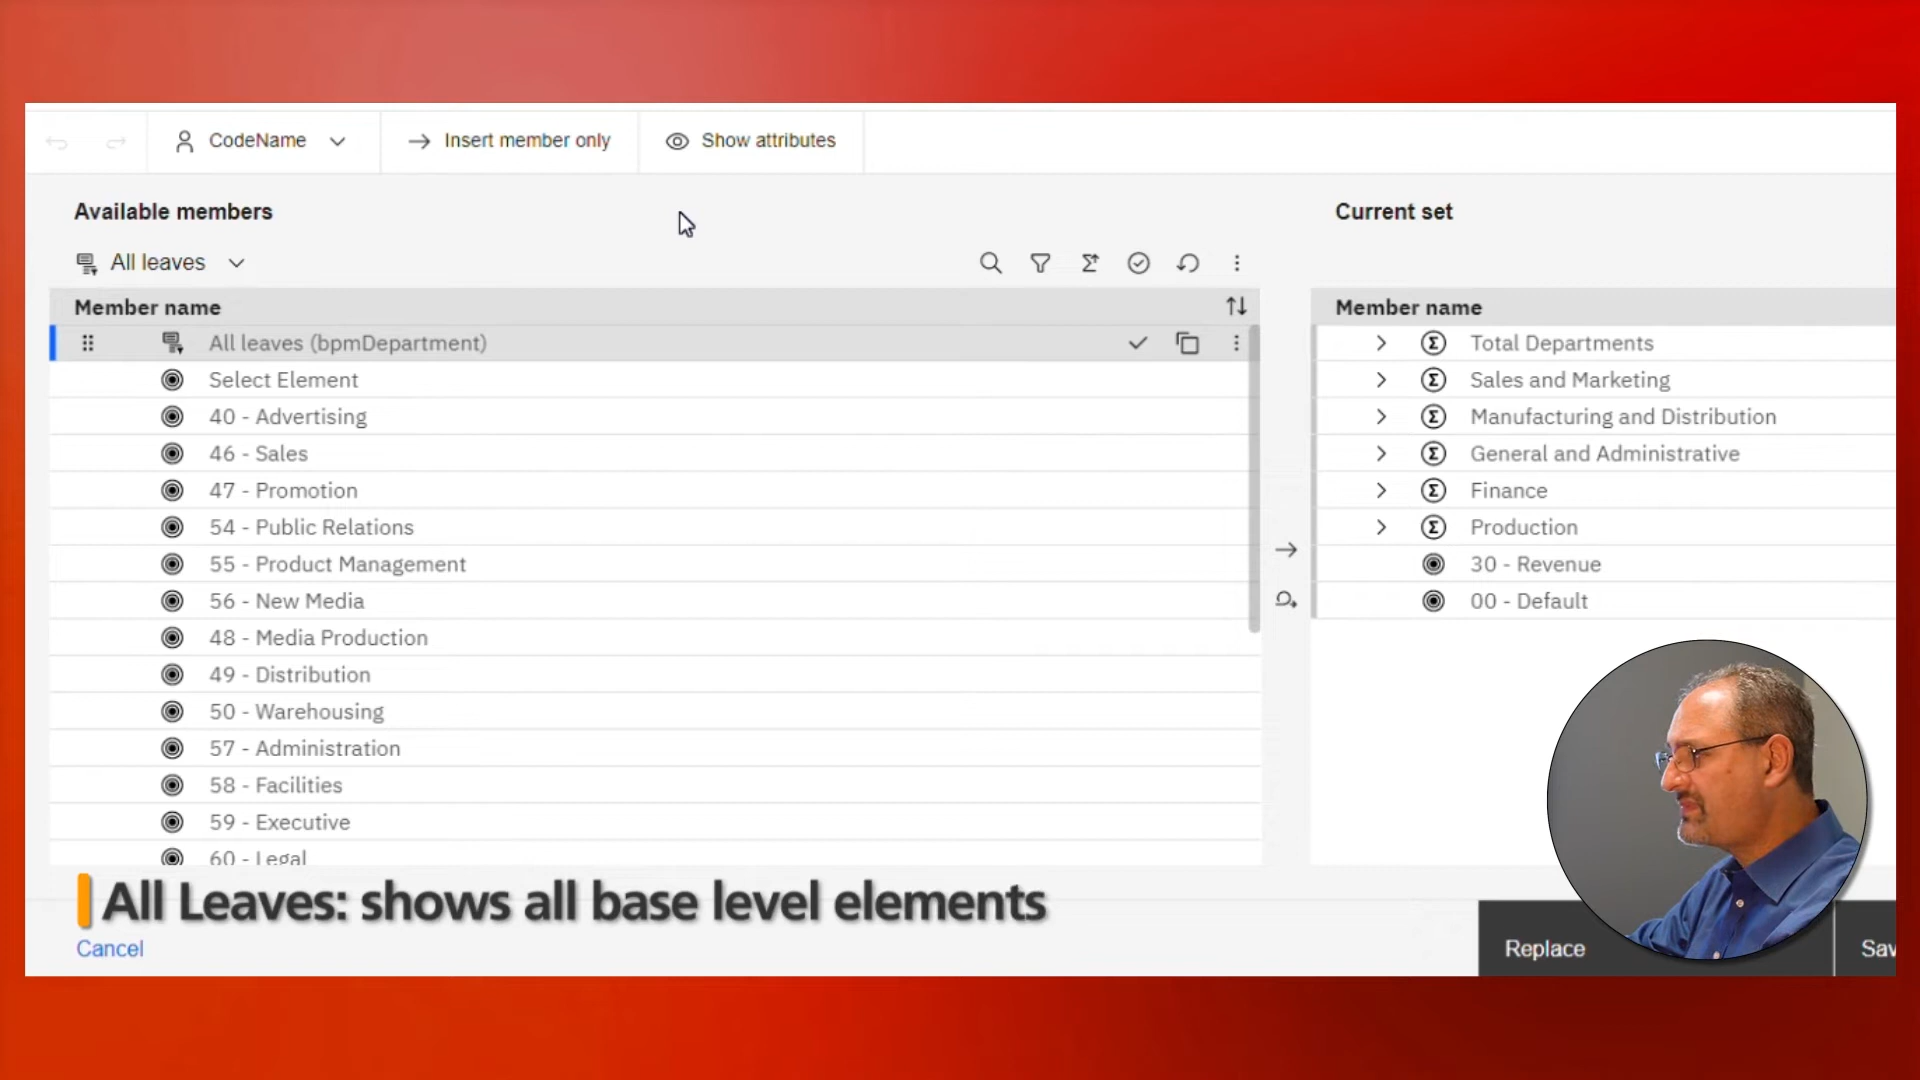 CodeName
Insert member only
Show attributes
Available members
Current set
All leaves
Member name
Member name
All leaves (bpmDepartment)
Select Element
40 - Advertising
46 - Sales
47 - Promotion
54 - Public Relations
55 - Product Management
56 - New Media
48 - Media Production
49 - Distribution
50 - Warehousing
57 - Administration
58 - Facilities
59 - Executive
60 - Legal
Total Departments
Sales and Marketing
Manufacturing and Distribution
General and Administrative
Finance
Production
30 - Revenue
00 - Default
All Leaves: shows all base level elements
Cancel
Replace
Sav